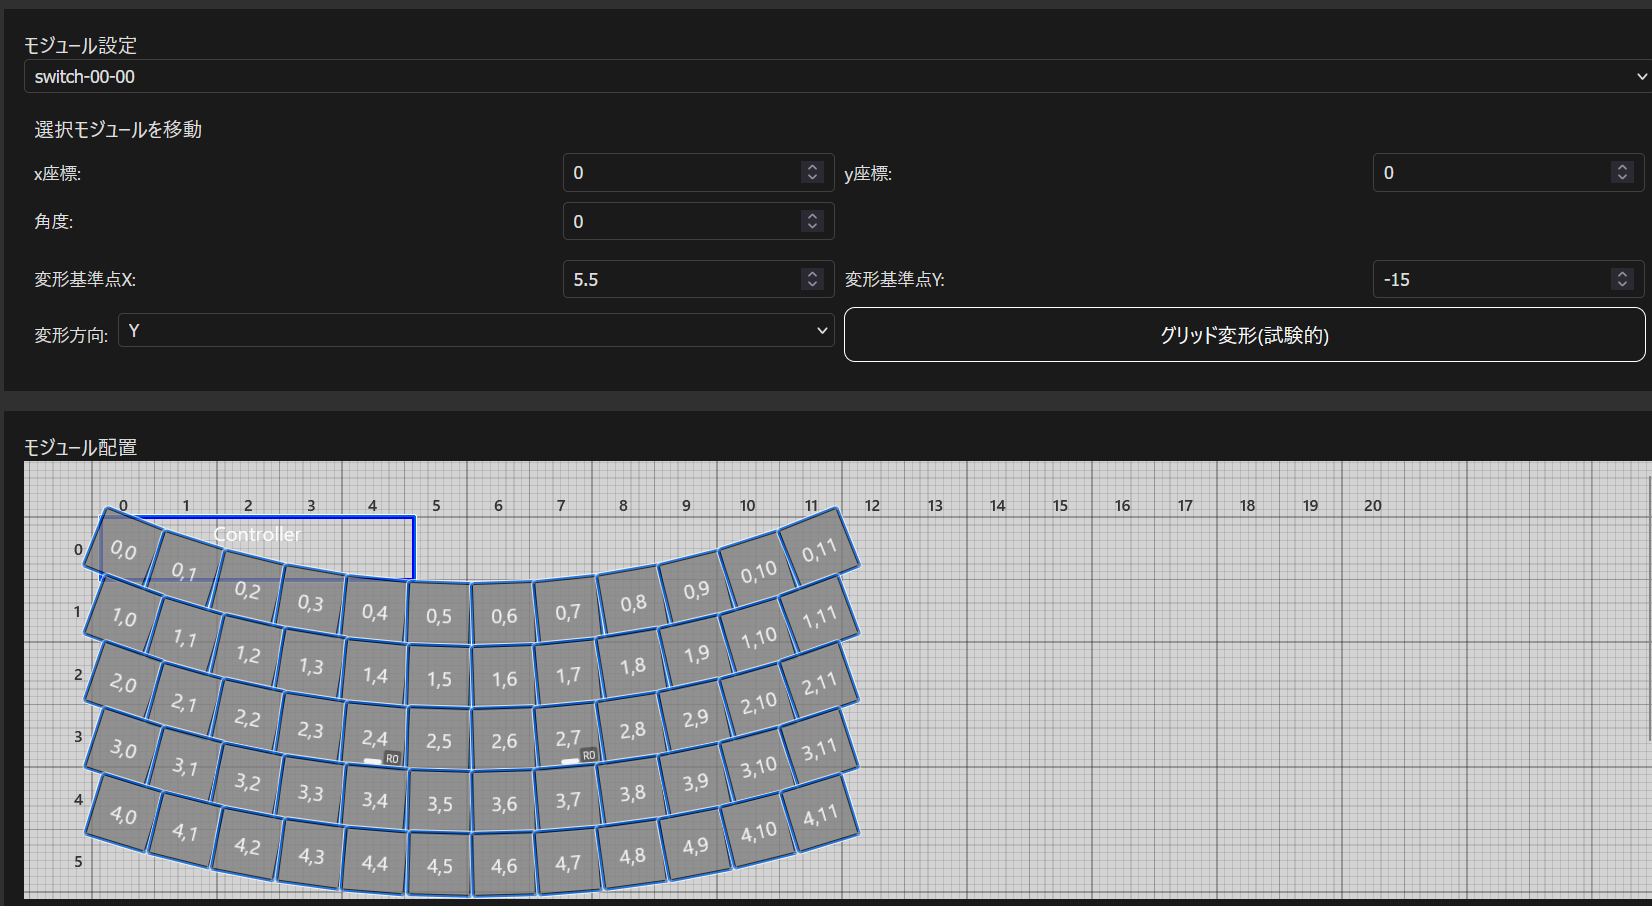 モジュール設定
switch-00-00
選択モジュールを移動
x座標: 0 y座標: 0
角度: 0
変形基準点X: 5.5 変形基準点Y: -15
変形方向: Y グリッド変形(試験的)
モジュール配置
0 1 2 3 4 5 6 7 8 9 10 11 12 13 14 15 16 17 18 19 20
Controller
0 0,0 0,1 0,2 0,3 0,4 0,5 0,6 0,7 0,8 0,9 0,10 0,11
1 1,0 1,1 1,2 1,3 1,4 1,5 1,6 1,7 1,8 1,9 1,10 1,11
2 2,0 2,1 2,2 2,3 2,4 2,5 2,6 2,7 2,8 2,9 2,10 2,11
R0 R0
3 3,0 3,1 3,2 3,3 3,4 3,5 3,6 3,7 3,8 3,9 3,10 3,11
4 4,0 4,1 4,2 4,3 4,4 4,5 4,6 4,7 4,8 4,9 4,10 4,11
5